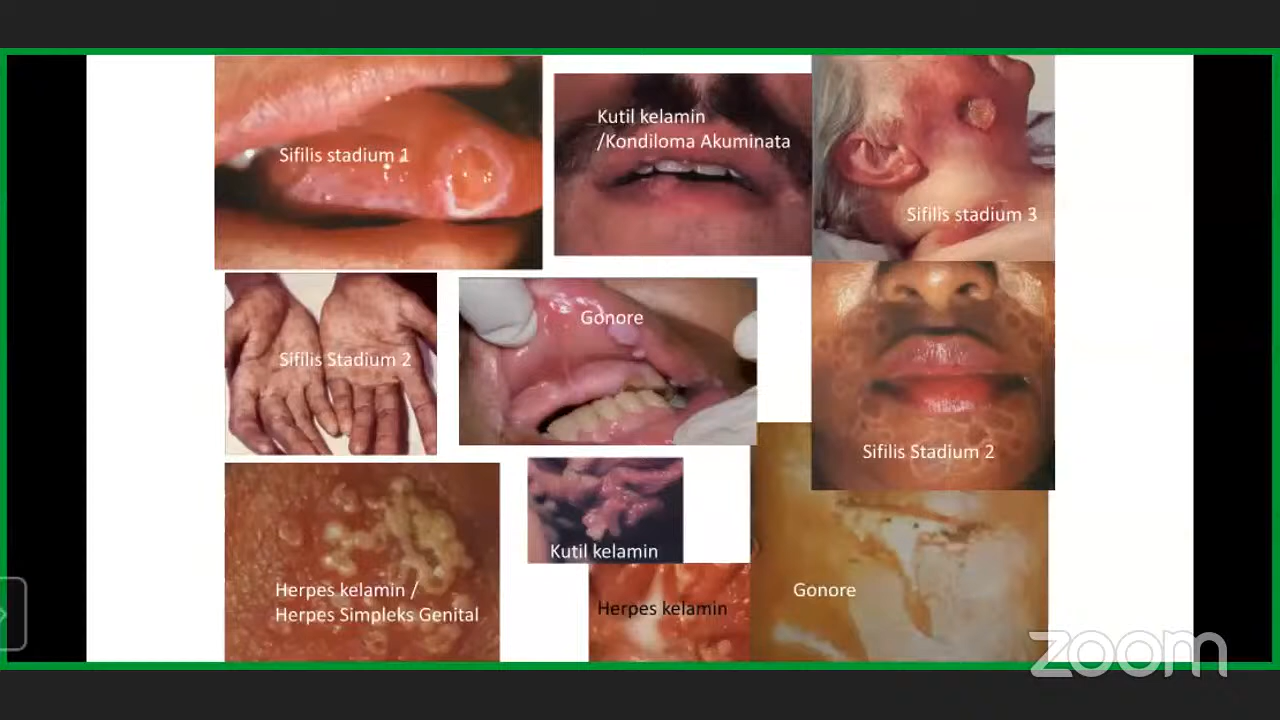 Sifilis stadium 1
Kutil kelamin
/Kondiloma Akuminata
Sifilis stadium 3
Sifilis Stadium 2
Gonore
Sifilis Stadium 2
Herpes kelamin /
Herpes Simpleks Genital
Kutil kelamin
Herpes kelamin
Gonore
zoom